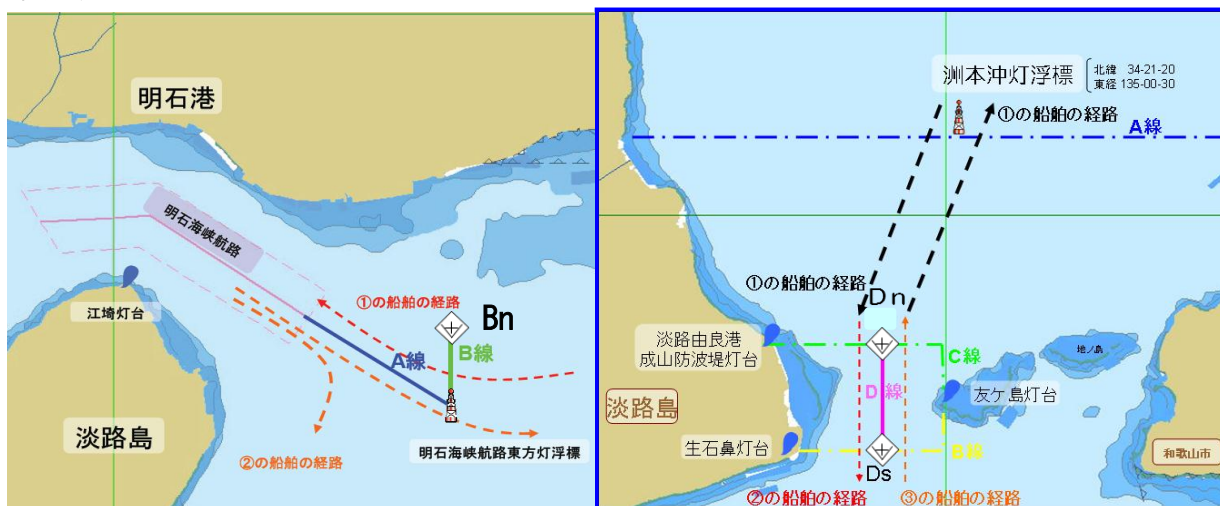 明石港
明石海峡航路
江埼灯台
①の船舶の経路
Bn
A線
B線
淡路島
②の船舶の経路
明石海峡航路東方灯浮標
洲本沖灯浮標
北緯 34-21-20
東経 135-00-30
①の船舶の経路
A線
①の船舶の経路
Dn
淡路由良港
成山防波堤灯台
C線
地ノ島
D線
友ケ島灯台
淡路島
生石鼻灯台
B線
和歌山市
Ds
②の船舶の経路
③の船舶の経路